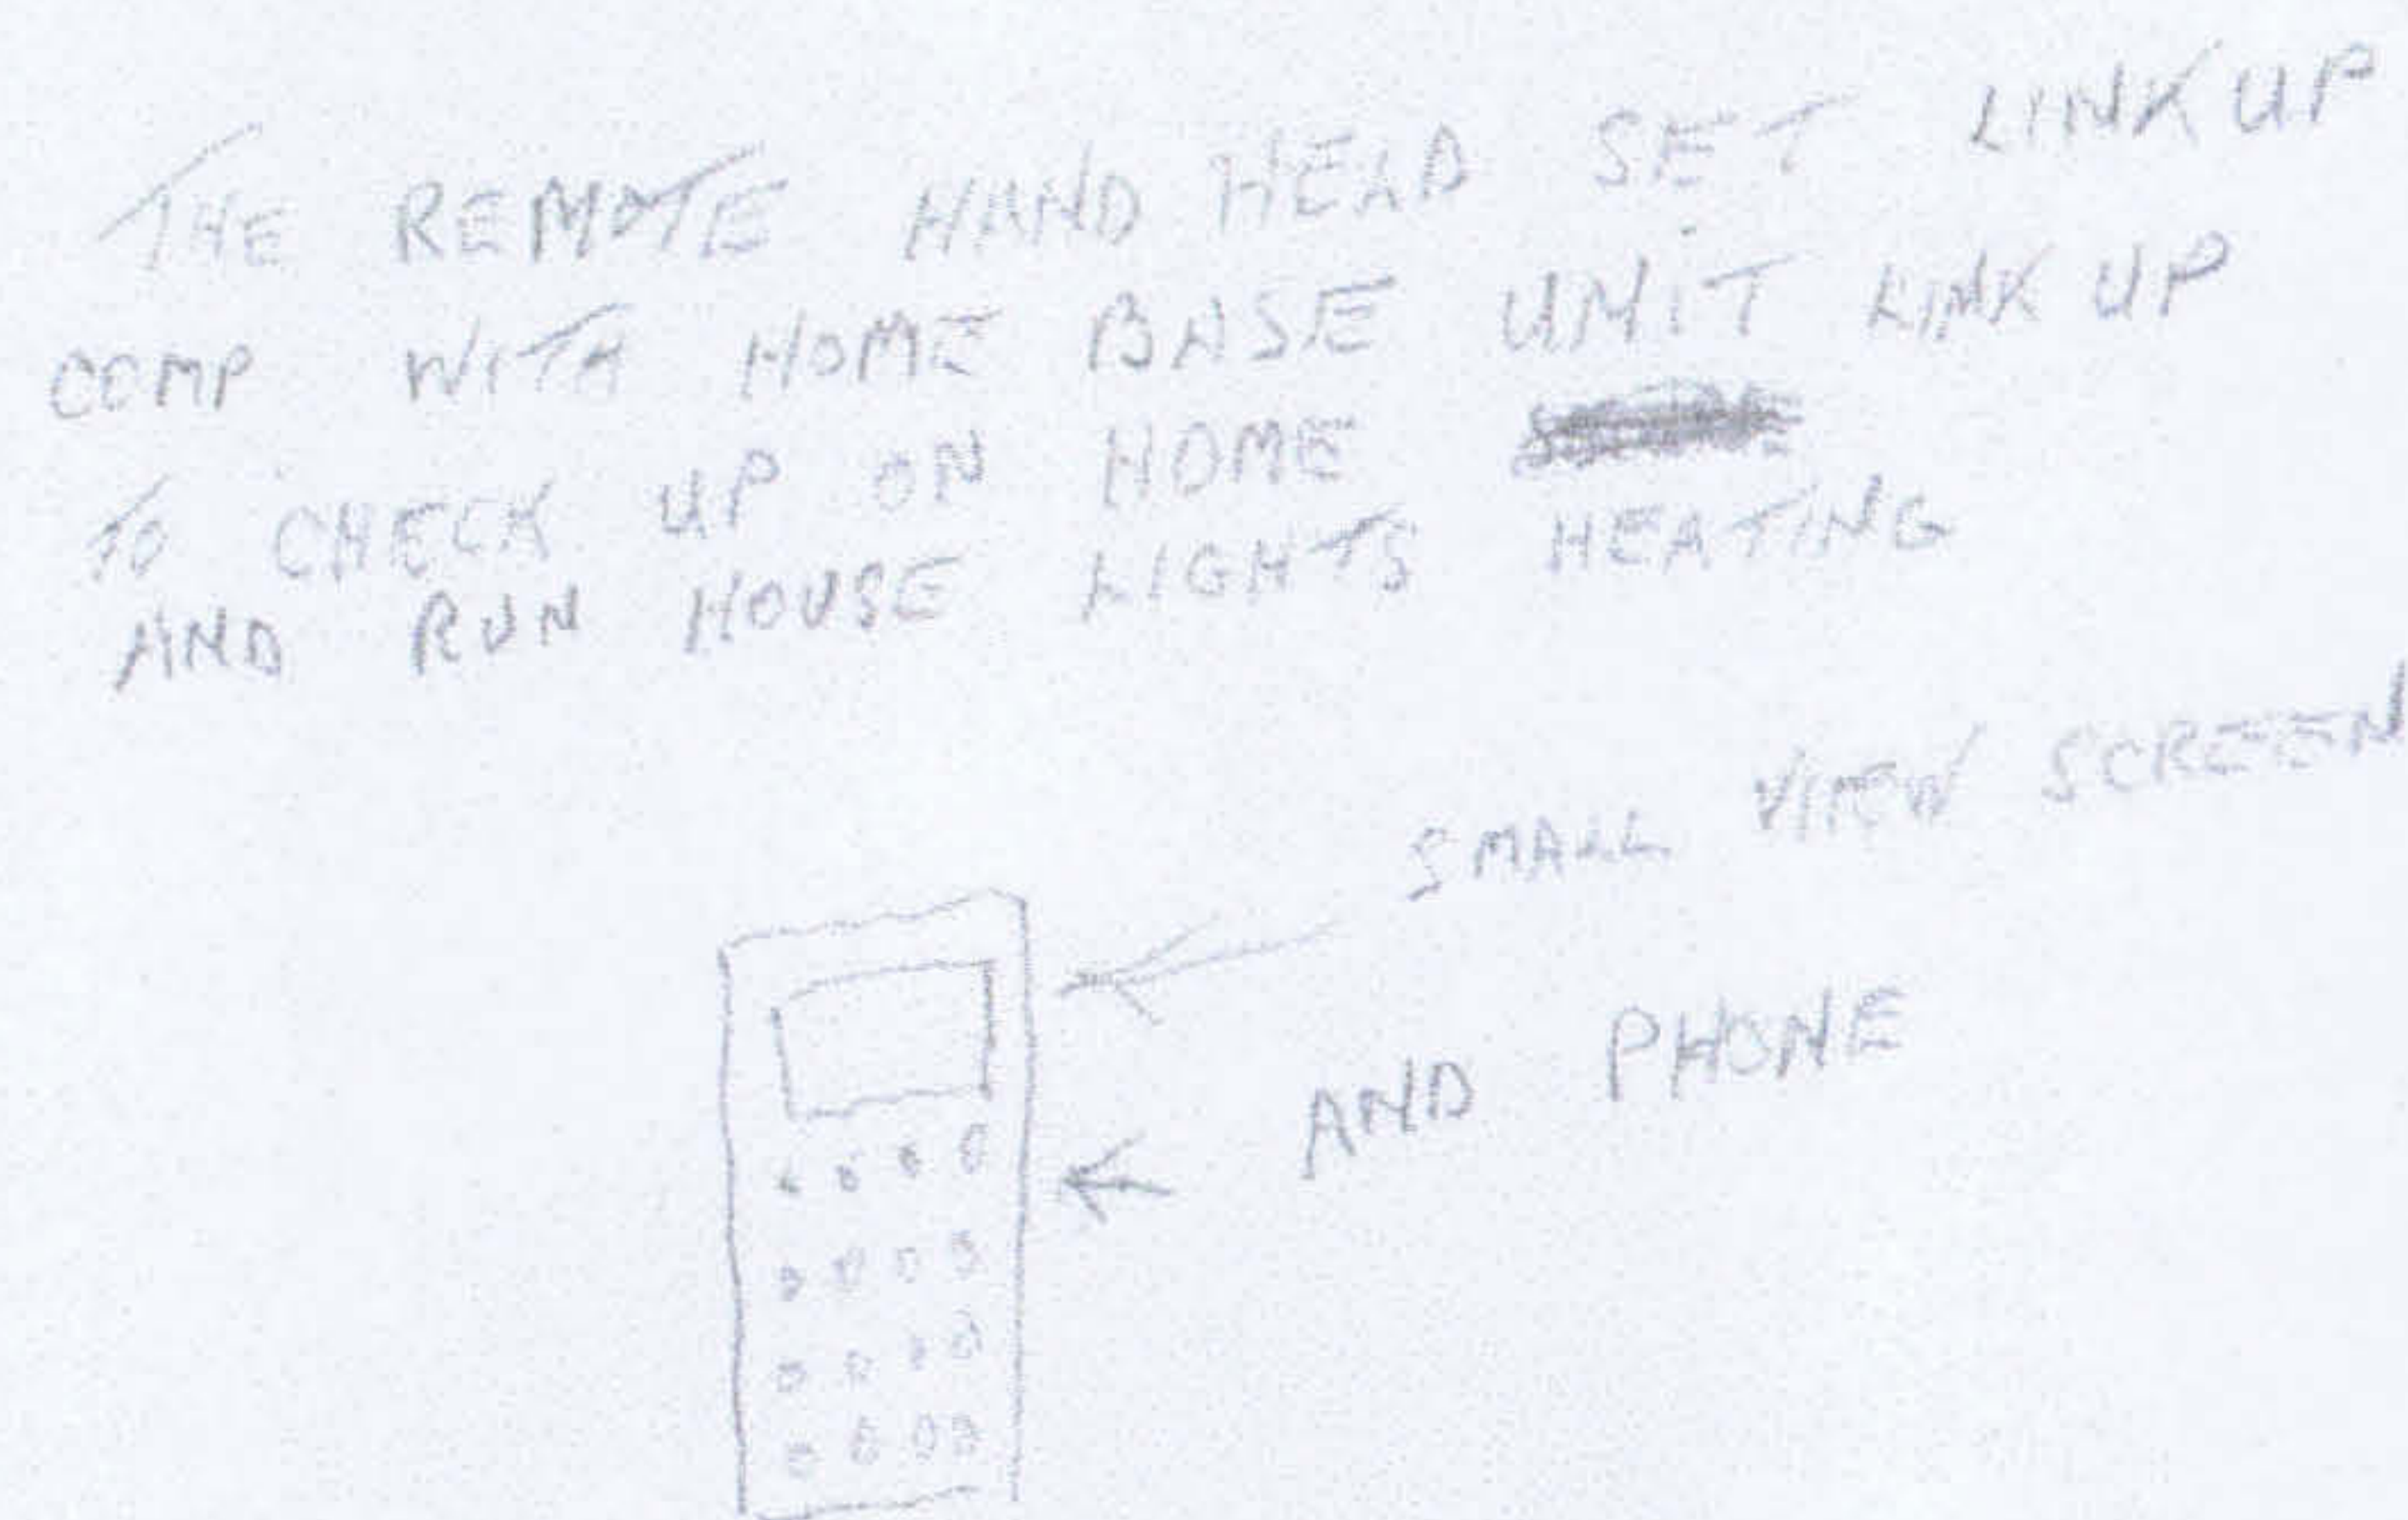 THE REMOTE HAND HELD SET LINK UP
COMP WITH HOME BASE UNIT LINK UP
TO CHECK UP ON HOME
AND RUN HOUSE LIGHTS HEATING
SMALL VIEW SCREEN
AND PHONE